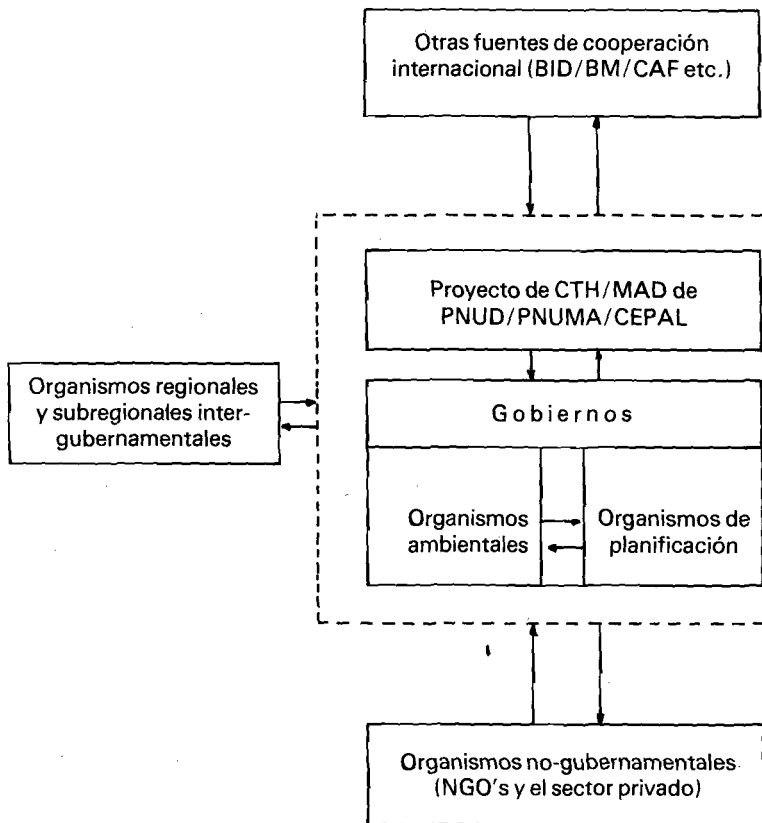 Otras fuentes de cooperación
internacional (BID/BM/CAF etc.)
Proyecto de CTH/MAD de
PNUD/PNUMA/CEPAL
Organismos regionales
y subregionales inter-
gubernamentales
Gobiernos
Organismos
ambientales
Organismos de
planificación
Organismos no-gubernamentales
(NGO's y el sector privado)